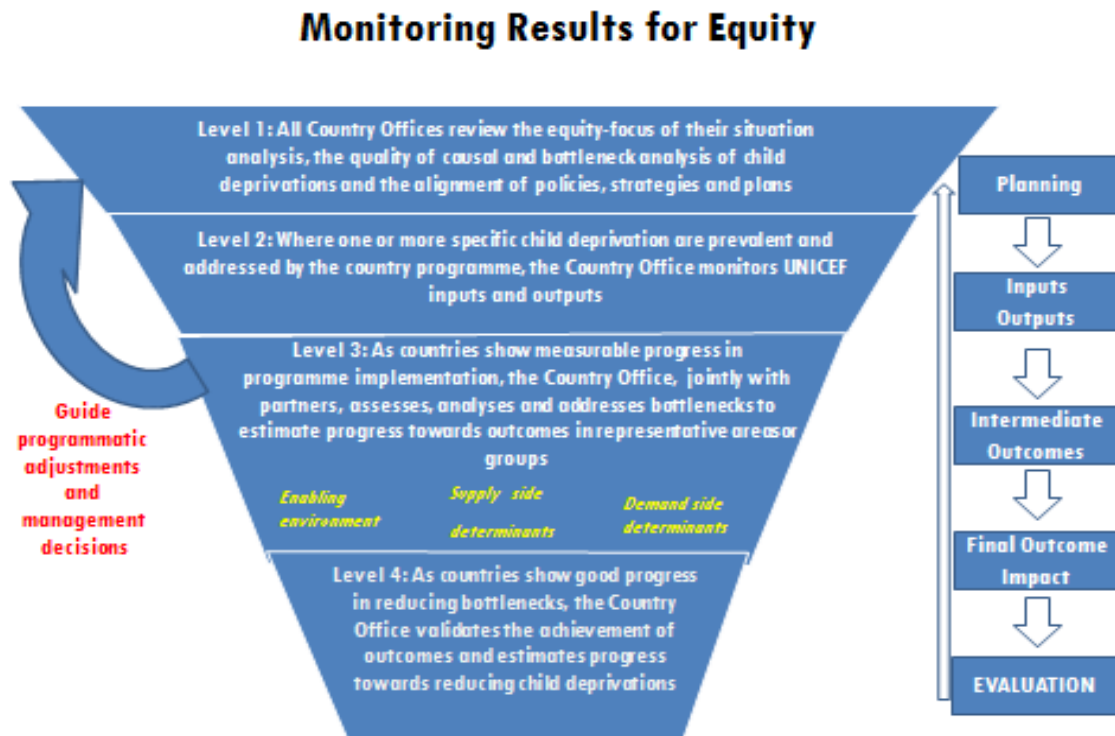 Monitoring Results for Equity
Level 1: All Country Offices review the equity-focus of their situation
analysis, the quality of causal and bottleneck analysis of child
deprivations and the alignment of policies, strategies and plans
Level 2: Where one or more specific child deprivation are prevalent and
addressed by the country programme, the Country Office monitors UNICEF
inputs and outputs
Level 3: As countries show measurable progress in
programme implementation, the Country Office, jointly with
partners, assesses, analyses and addresses bottlenecks to
estimate progress towards outcomes in representative areasor
groups
Enabling
environment
Supply side
determinants
Demand side
determinants
Level 4: As countries show good progress
in reducing bottlenecks, the Country
Office validates the achievement of
outcomes and estimates progress
towards reducing child deprivations
Guide
programmatic
adjustments
and
management
decisions
Planning
Inputs
Outputs
Intermediate
Outcomes
Final Outcome
Impact
EVALUATION